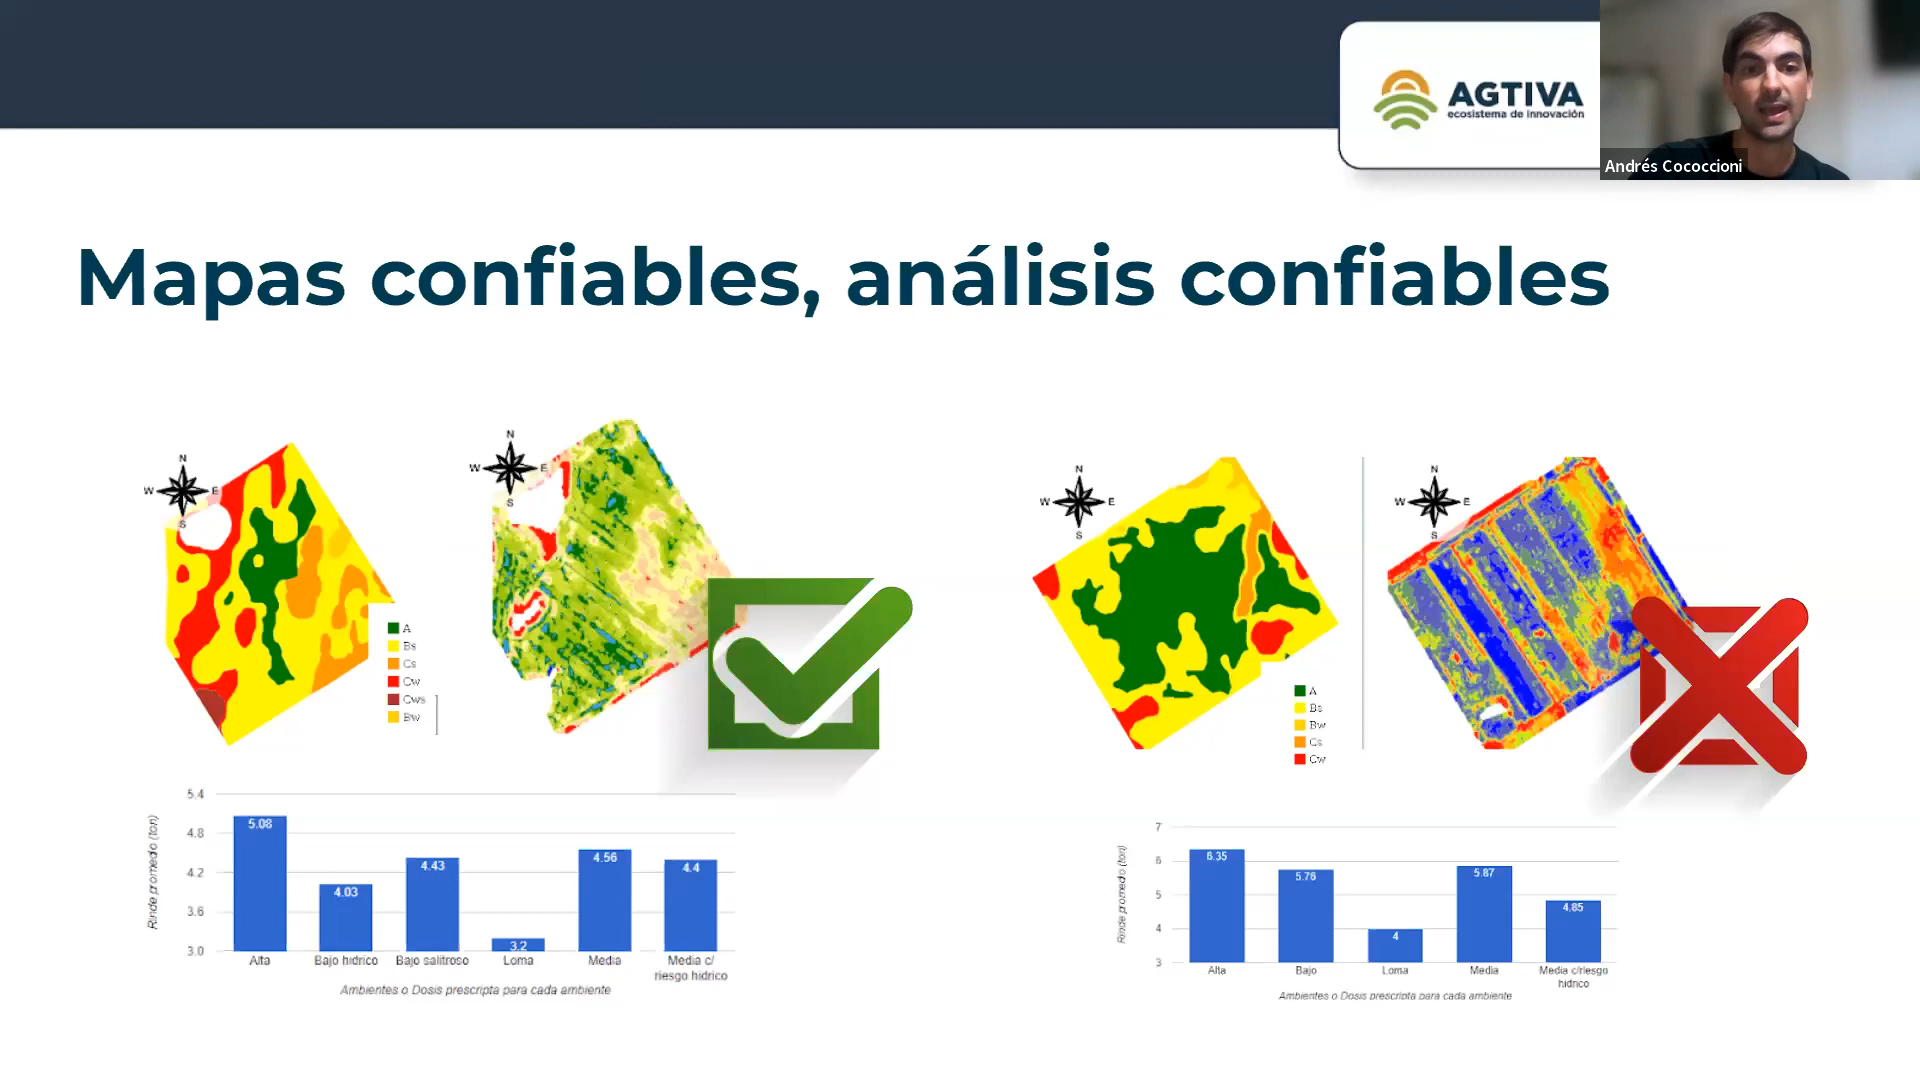 AGTIVA
ecosistema de innovación
Andrés Cococcioni
Mapas confiables, análisis confiables
N
W E
S
A
Bs
Cs
Cw
Cws
Bw
N
W E
S
N
W E
S
A
Bs
Bw
Cs
Cw
N
W E
S
Rinde promedio (ton)
5.4
4.8
4.2
3.6
3.0
5.08
4.03
4.43
3.2
4.56
4.4
Alta
Bajo hídrico
Bajo salitroso
Loma
Media
Media c/
riesgo hídrico
Ambientes o Dosis prescripta para cada ambiente
Rinde promedio (ton)
7
6
5
4
3
6.35
5.76
4
5.87
4.85
Alta
Bajo
Loma
Media
Media c/riesgo
hídrico
Ambientes o Dosis prescripta para cada ambiente